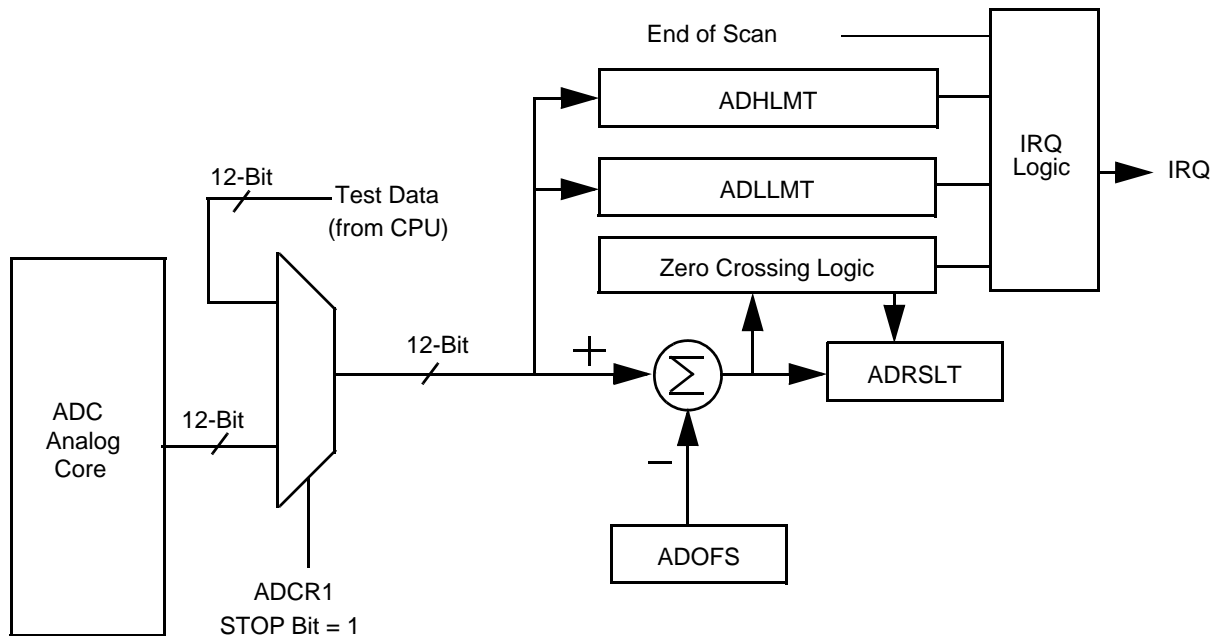 End of Scan
ADHLMT
IRQ
Logic
IRQ
12-Bit
Test Data
(from CPU)
ADLLMT
Zero Crossing Logic
12-Bit
+
Σ
ADRSLT
ADC
Analog
Core
12-Bit
−
ADOFS
ADCR1
STOP Bit = 1